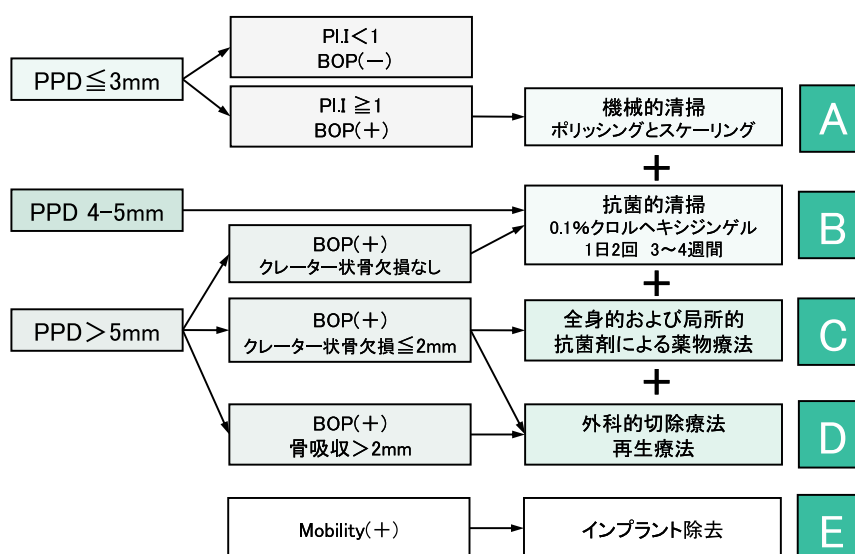 PPD≦3mm
Pl.I<1
BOP(−)
Pl.I ≧1
BOP(+)
機械的清掃
ポリッシングとスケーリング
A
+
PPD 4-5mm
抗菌的清掃
0.1%クロルヘキシジンゲル
1日2回 3〜4週間
B
BOP(+)
クレーター状骨欠損なし
+
PPD>5mm
BOP(+)
クレーター状骨欠損≦2mm
全身的および局所的
抗菌剤による薬物療法
C
+
BOP(+)
骨吸収>2mm
外科的切除療法
再生療法
D
Mobility(+)
インプラント除去
E